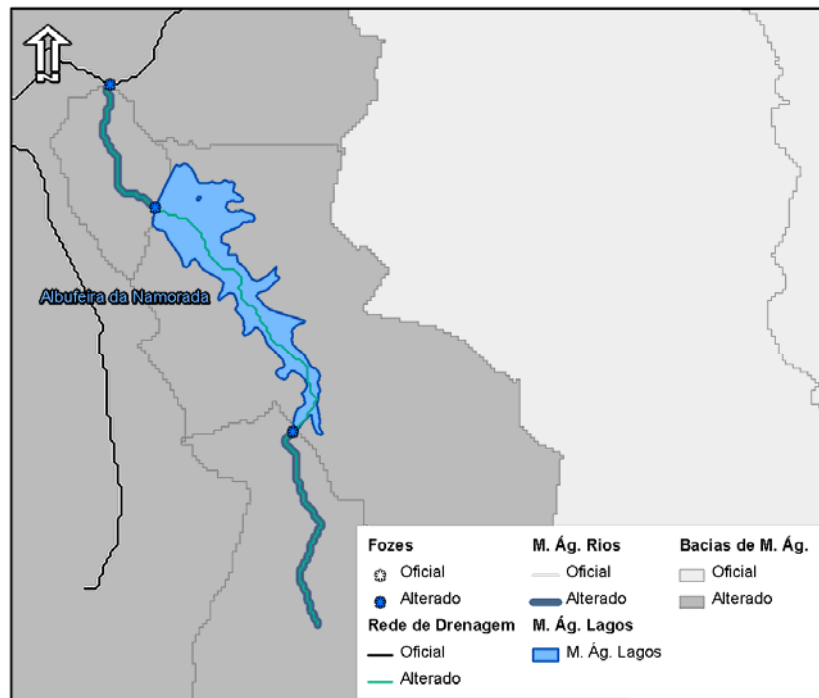 N
Albufeira da Namorada
Fozes
Oficial
Alterado
Rede de Drenagem
Oficial
Alterado
M. Ág. Rios
Oficial
Alterado
M. Ág. Lagos
M. Ág. Lagos
Bacias de M. Ág.
Oficial
Alterado